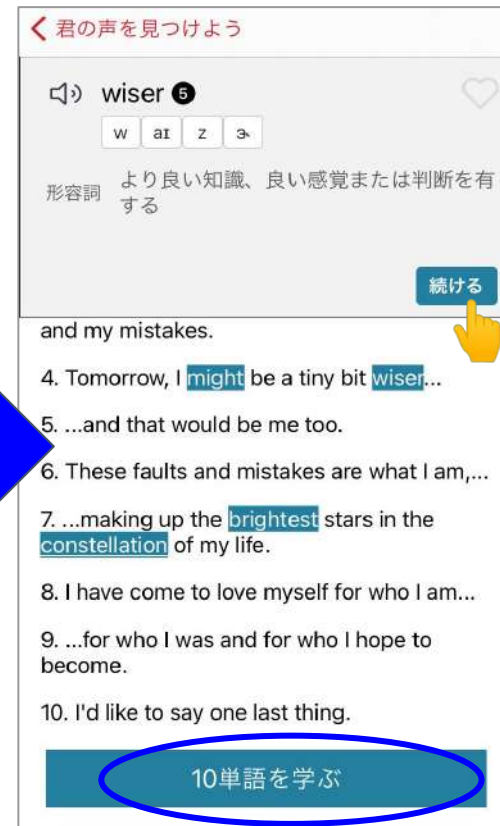 君の声を見つけよう
wiser 5
w aɪ z ɝ
形容詞 より良い知識、良い感覚または判断を有
する
続ける
and my mistakes.
4. Tomorrow, I might be a tiny bit wiser...
5. ...and that would be me too.
6. These faults and mistakes are what I am,...
7. ...making up the brightest stars in the
constellation of my life.
8. I have come to love myself for who I am...
9. ...for who I was and for who I hope to
become.
10. I'd like to say one last thing.
10単語を学ぶ